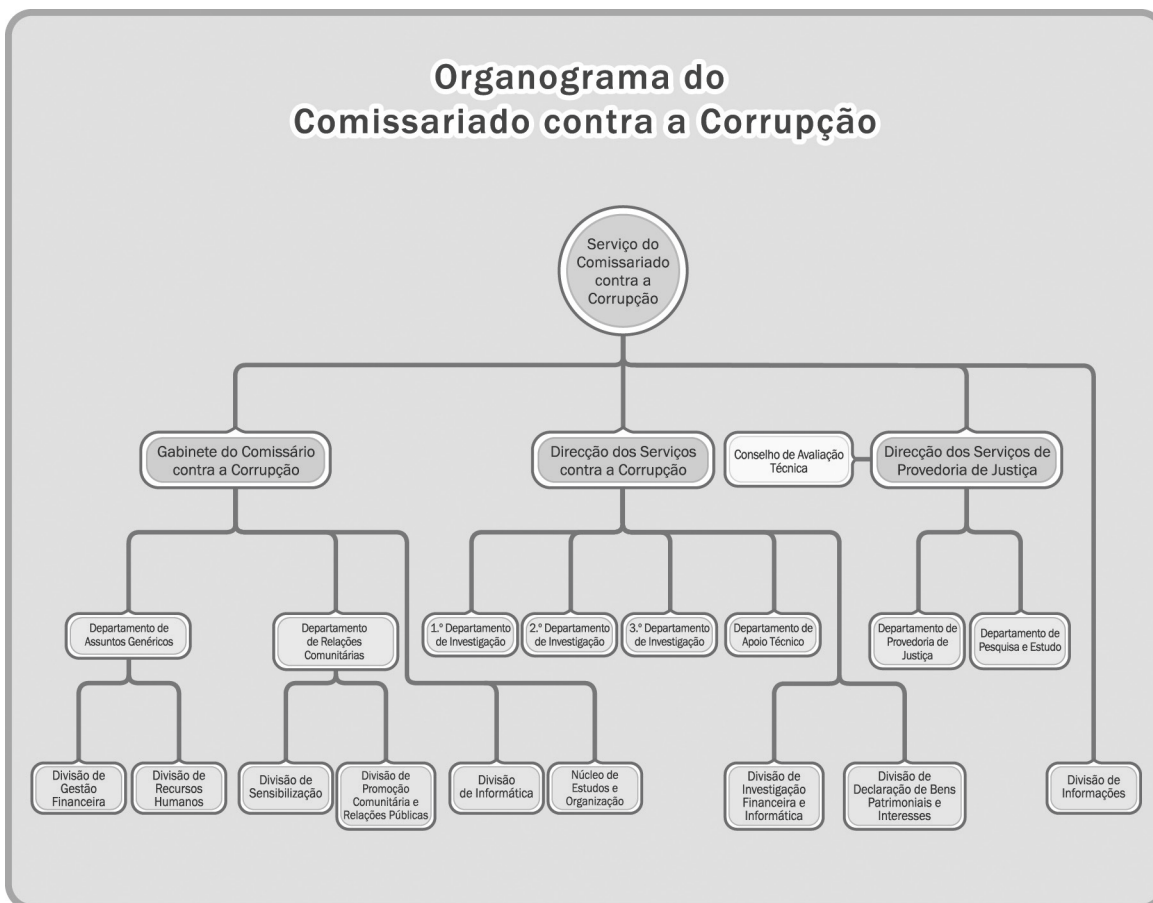 Organograma do
Comissariado contra a Corrupção
Serviço do
Comissariado
contra a
Corrupção
Gabinete do Comissário
contra a Corrupção
Direcção dos Serviços
contra a Corrupção
Conselho de Avaliação
Técnica
Direcção dos Serviços de
Provedoria de Justiça
Departamento de
Assuntos Genéricos
Departamento
de Relações
Comunitárias
1.º Departamento
de Investigação
2.º Departamento
de Investigação
3.º Departamento
de Investigação
Departamento de
Apoio Técnico
Departamento de
Provedoria de
Justiça
Departamento de
Pesquisa e Estudo
Divisão de
Gestão
Financeira
Divisão de
Recursos
Humanos
Divisão de
Sensibilização
Divisão de
Promoção
Comunitária e
Relações Públicas
Divisão
de Informática
Núcleo de
Estudos e
Organização
Divisão de
Investigação
Financeira e
Informática
Divisão de
Declaração de Bens
Patrimoniais e
Interesses
Divisão de
Informações